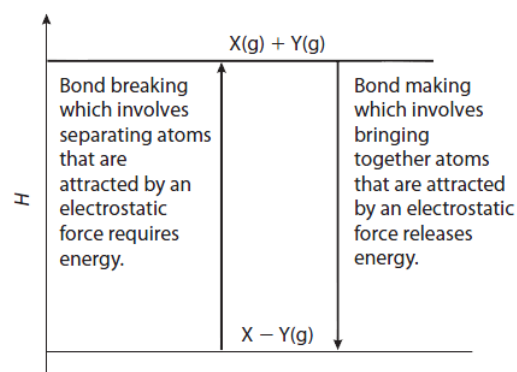 X(g) + Y(g)
Bond breaking
which involves
separating atoms
that are
attracted by an
electrostatic
force requires
energy.
Bond making
which involves
bringing
together atoms
that are attracted
by an electrostatic
force releases
energy.
H
X – Y(g)